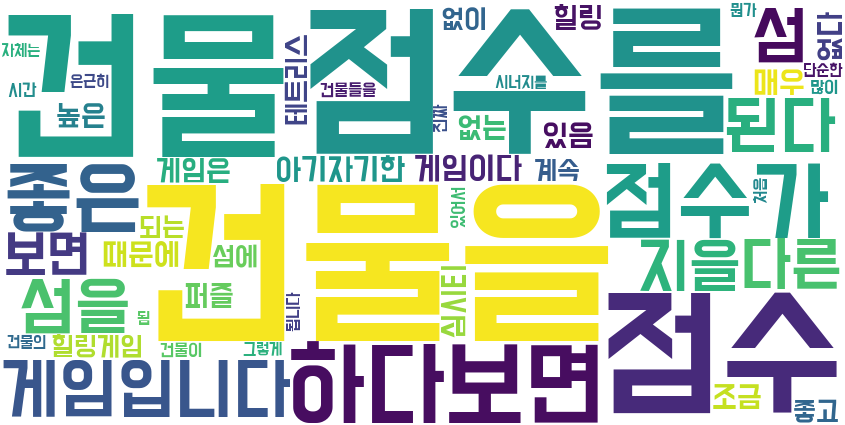 건물점수를
없이
힐링
뭔가
섬
없다
자체는
시간
은근히
높은
테트리스
건물들을
시너지를
진짜
없는
있음
매우
단순한
많이
된다
게임은
아기자기한
게임이다
계속
처음
점수가
좋은
건물을
되는
때문에
섬에
있어요
보면
퍼즐
심시티
지을
다른
섬을
됨
됩니다
점수
건물의
힐링게임
건물이
그렇게
게임입니다
하다보면
조금
좋고